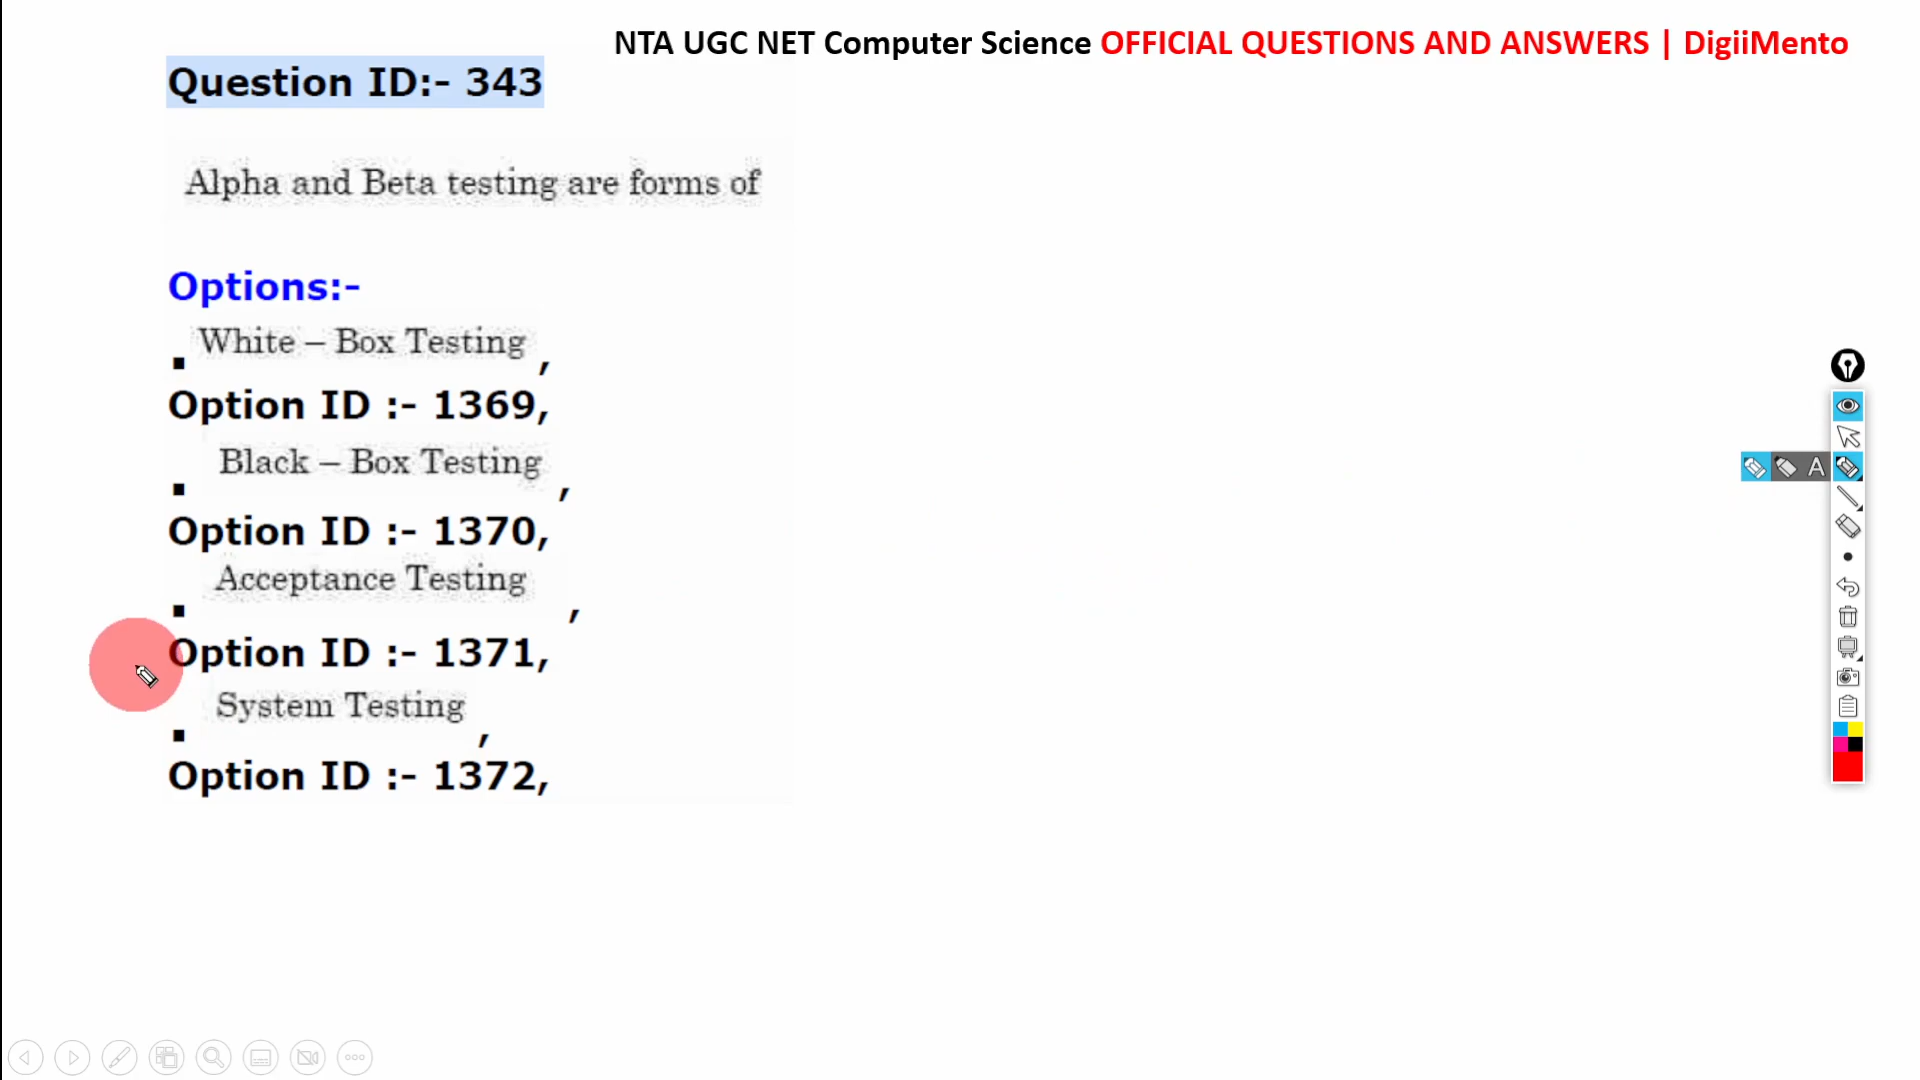 NTA UGC NET Computer Science OFFICIAL QUESTIONS AND ANSWERS | DigiiMento
Question ID:- 343
Alpha and Beta testing are forms of
Options:-
White – Box Testing ,
Option ID :- 1369,
Black – Box Testing ,
Option ID :- 1370,
Acceptance Testing ,
Option ID :- 1371,
System Testing ,
Option ID :- 1372,
A